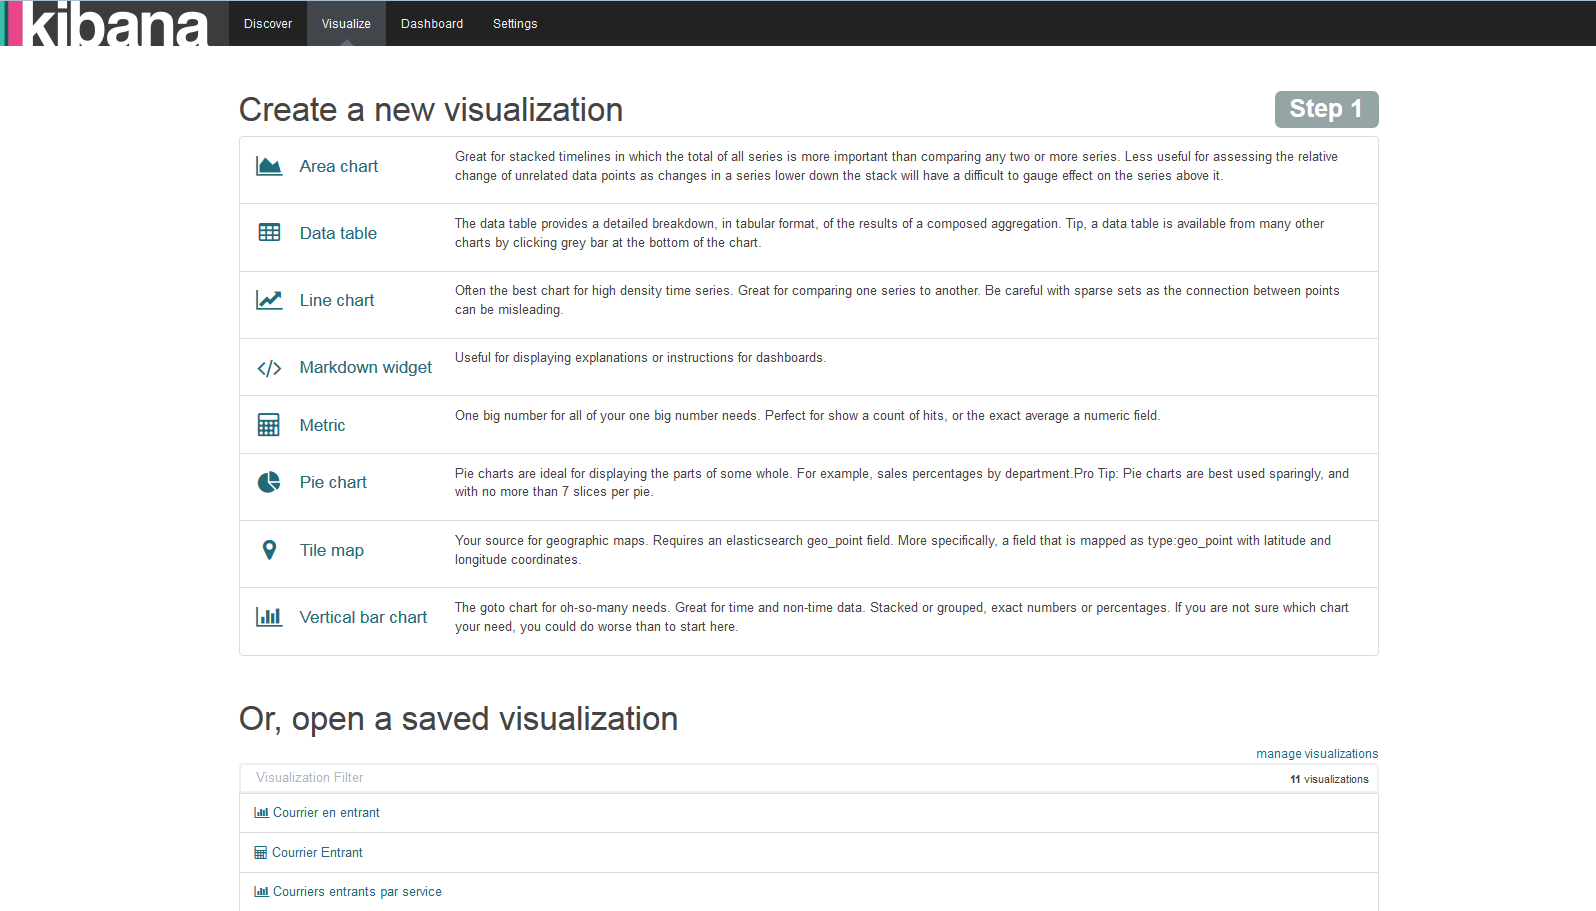 kibana
Discover
Visualize
Dashboard
Settings
Create a new visualization
Step 1
Area chart
Great for stacked timelines in which the total of all series is more important than comparing any two or more series. Less useful for assessing the relative
change of unrelated data points as changes in a series lower down the stack will have a difficult to gauge effect on the series above it.
Data table
The data table provides a detailed breakdown, in tabular format, of the results of a composed aggregation. Tip, a data table is available from many other
charts by clicking grey bar at the bottom of the chart.
Line chart
Often the best chart for high density time series. Great for comparing one series to another. Be careful with sparse sets as the connection between points
can be misleading.
Markdown widget
Useful for displaying explanations or instructions for dashboards.
Metric
One big number for all of your one big number needs. Perfect for show a count of hits, or the exact average a numeric field.
Pie chart
Pie charts are ideal for displaying the parts of some whole. For example, sales percentages by department.Pro Tip: Pie charts are best used sparingly, and
with no more than 7 slices per pie.
Tile map
Your source for geographic maps. Requires an elasticsearch geo_point field. More specifically, a field that is mapped as type:geo_point with latitude and
longitude coordinates.
Vertical bar chart
The goto chart for oh-so-many needs. Great for time and non-time data. Stacked or grouped, exact numbers or percentages. If you are not sure which chart
your need, you could do worse than to start here.
Or, open a saved visualization
manage visualizations
Visualization Filter
11 visualizations
Courrier en entrant
Courrier Entrant
Courriers entrants par service